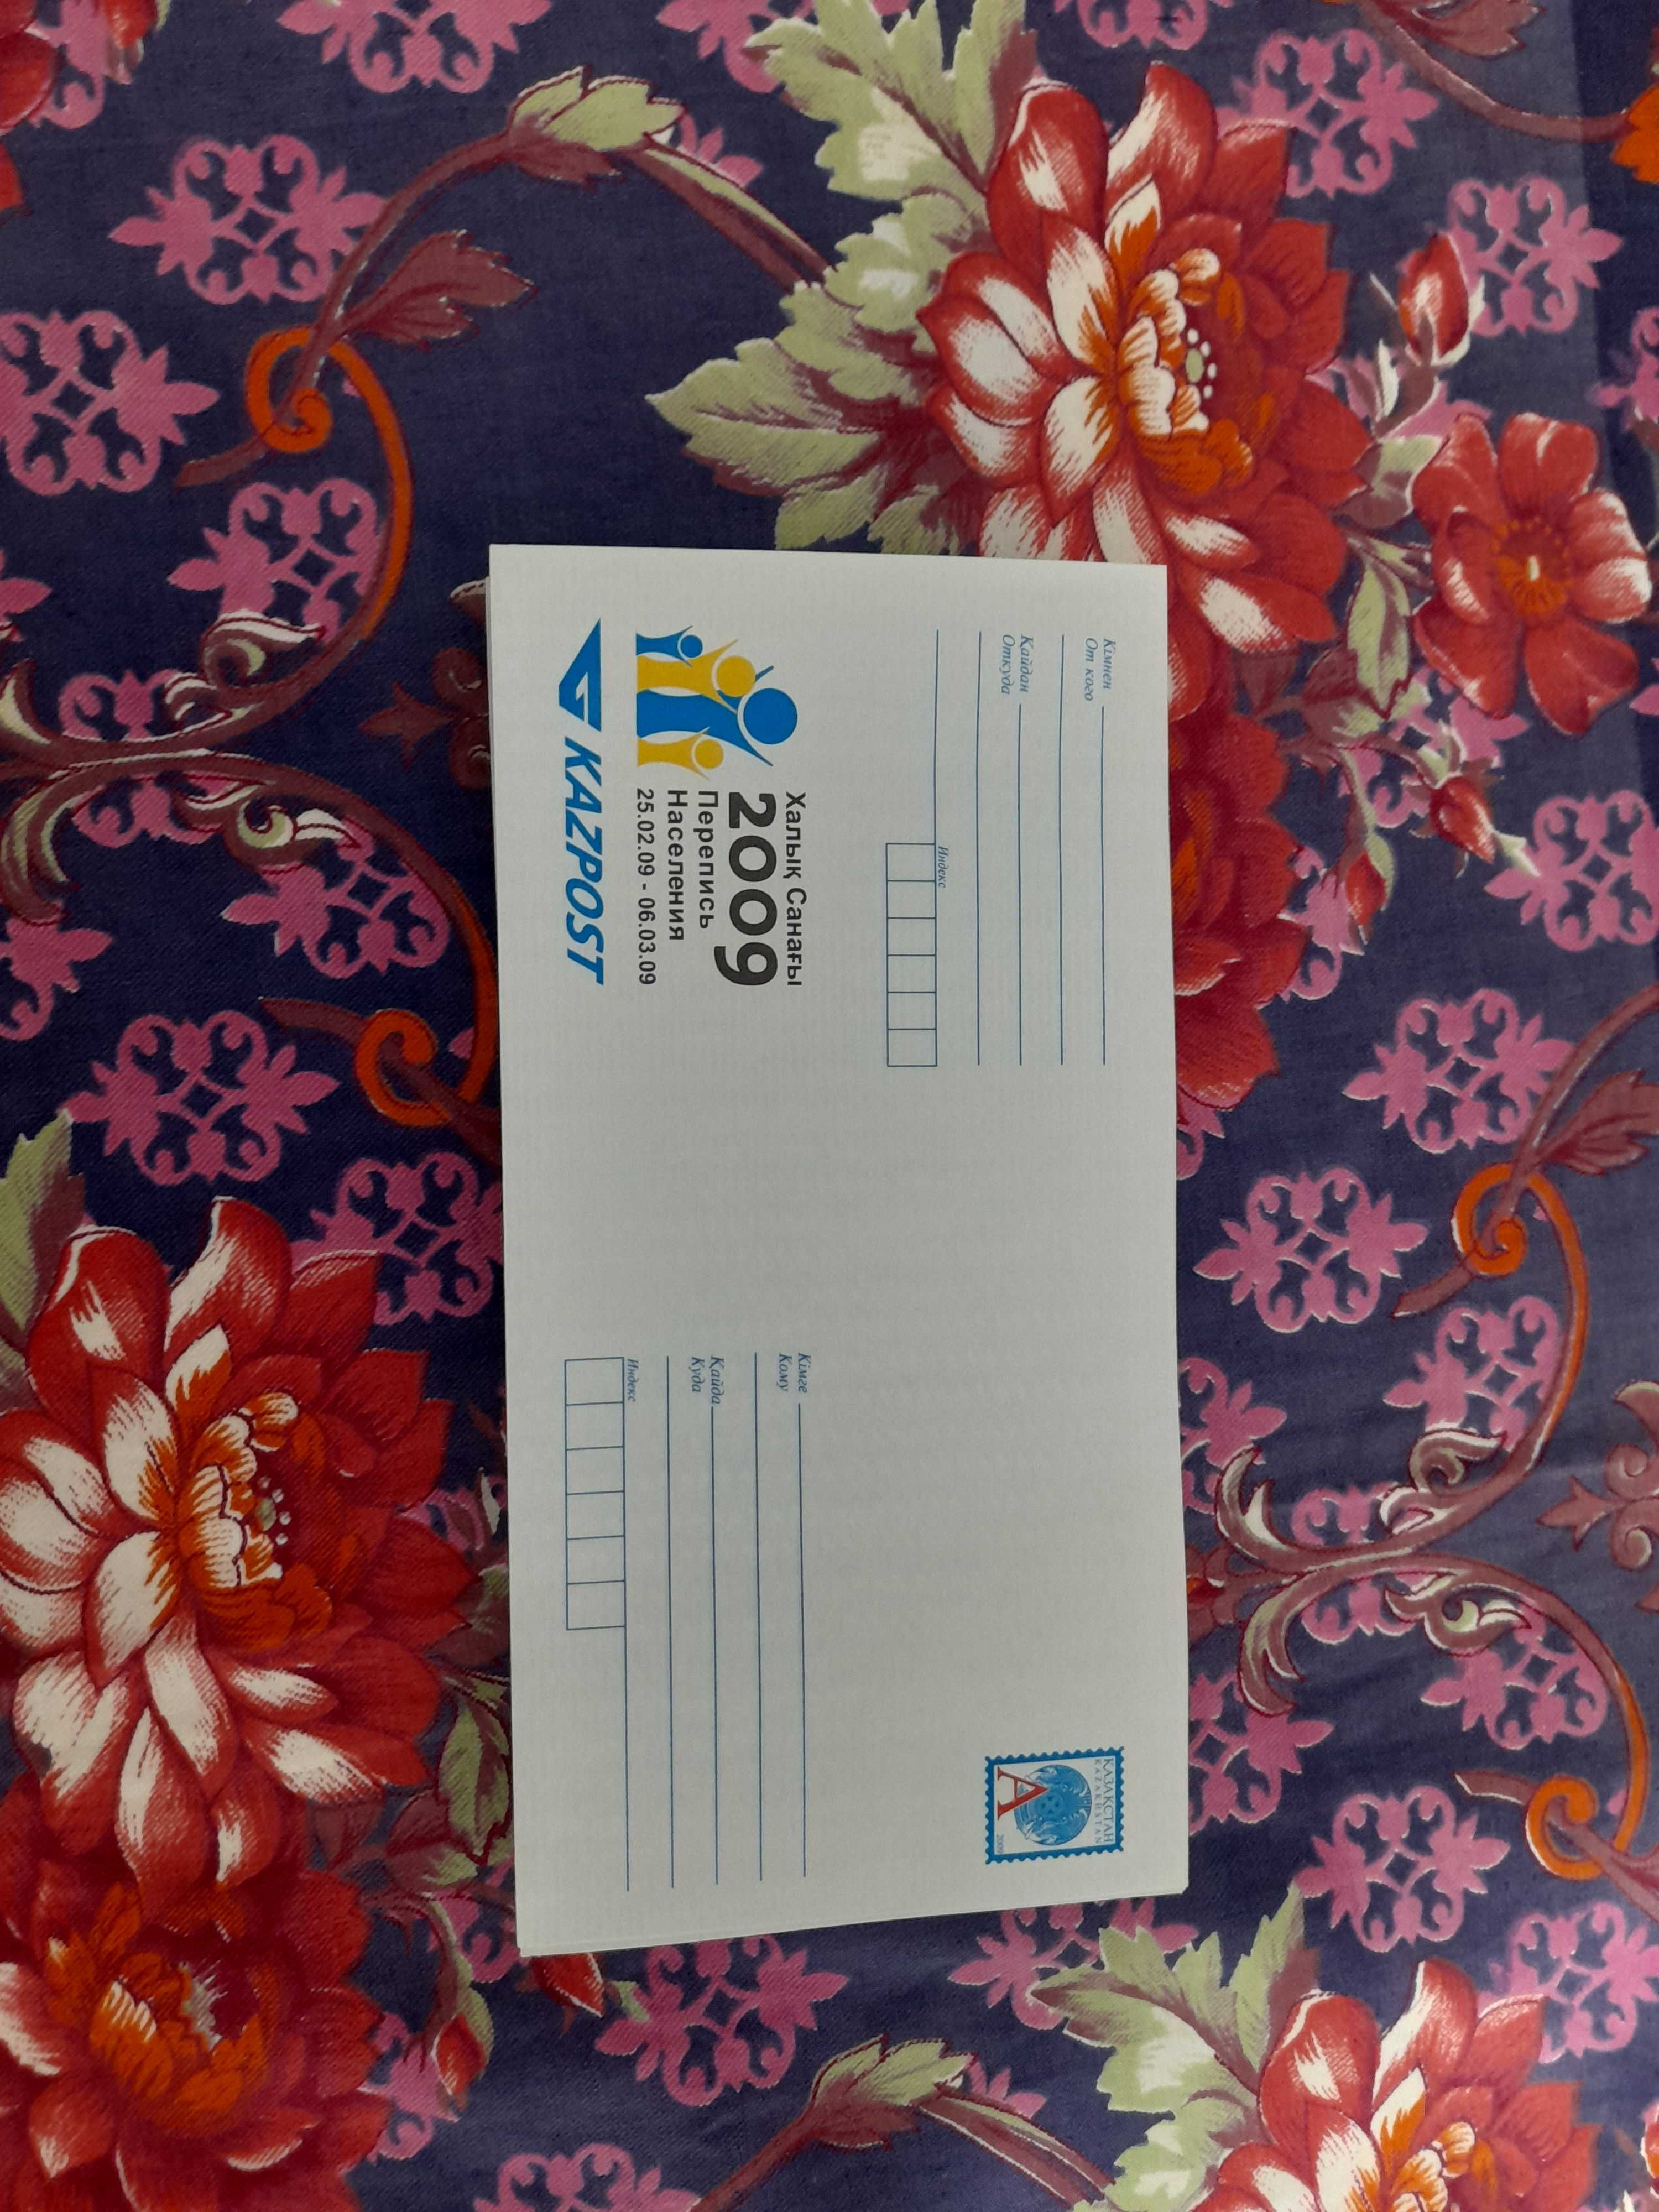 Кімнен
От кого
Қайдан
Откуда
Индекс
ҚАЗАҚСТАН
KAZAKHSTAN
A
2009
Халық Санағы
2009
Перепись
Населения
25.02.09 - 06.03.09
KAZPOST
Кімге
Кому
Қайда
Куда
Индекс